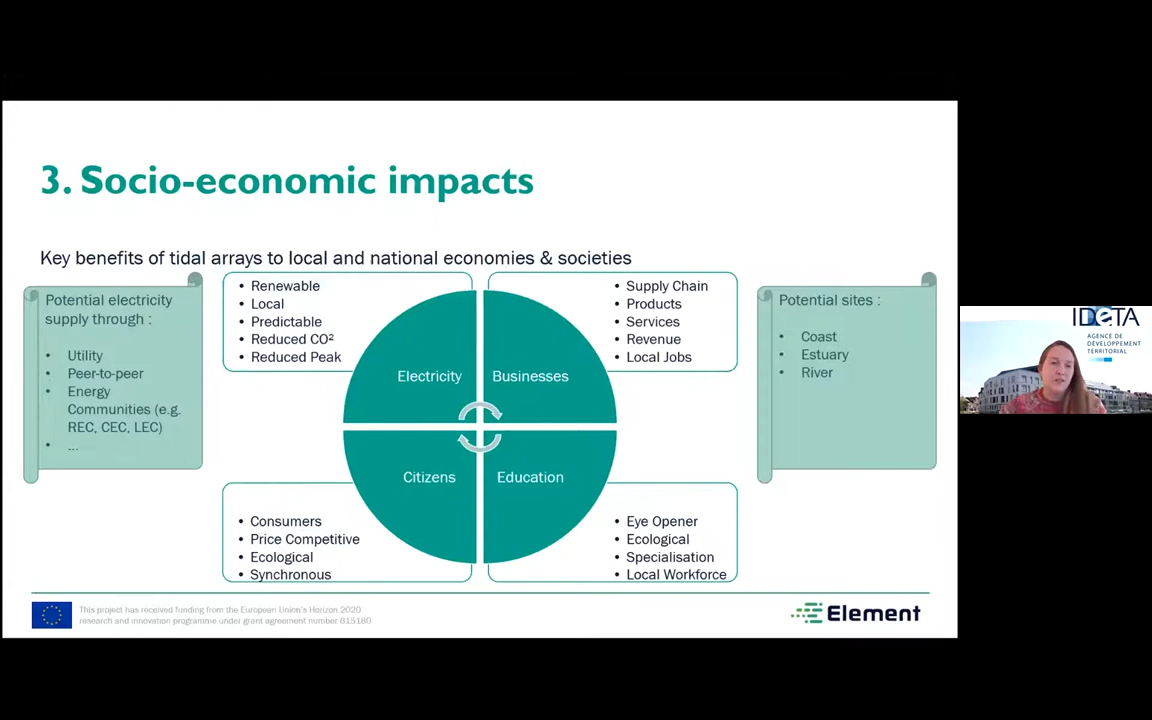 3. Socio-economic impacts
Key benefits of tidal arrays to local and national economies & societies
Potential electricity
supply through :
• Utility
• Peer-to-peer
• Energy
Communities (e.g.
REC, CEC, LEC)
• ...
• Renewable
• Local
• Predictable
• Reduced CO²
• Reduced Peak
Electricity
Businesses
• Supply Chain
• Products
• Services
• Revenue
• Local Jobs
Citizens
Education
• Consumers
• Price Competitive
• Ecological
• Synchronous
• Eye Opener
• Ecological
• Specialisation
• Local Workforce
Potential sites :
• Coast
• Estuary
• River
This project has received funding from the European Union's Horizon 2020
research and innovation programme under grant agreement number 815180.
Element
IDETA
AGENCE DE
DÉVELOPPEMENT
TERRITORIAL